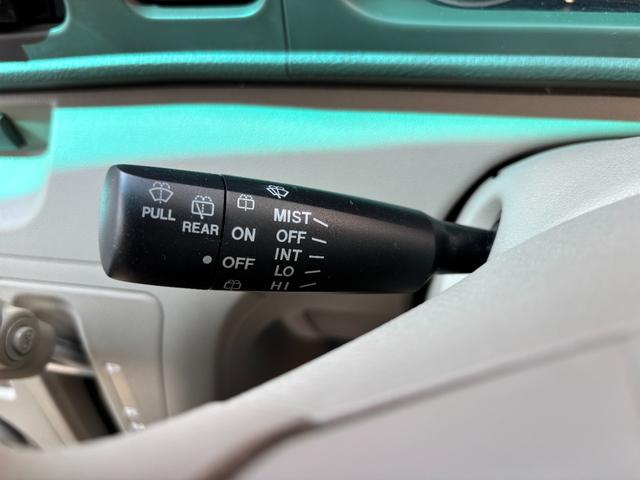 PULL
REAR
ON
OFF
MIST
OFF
INT
LO
HI